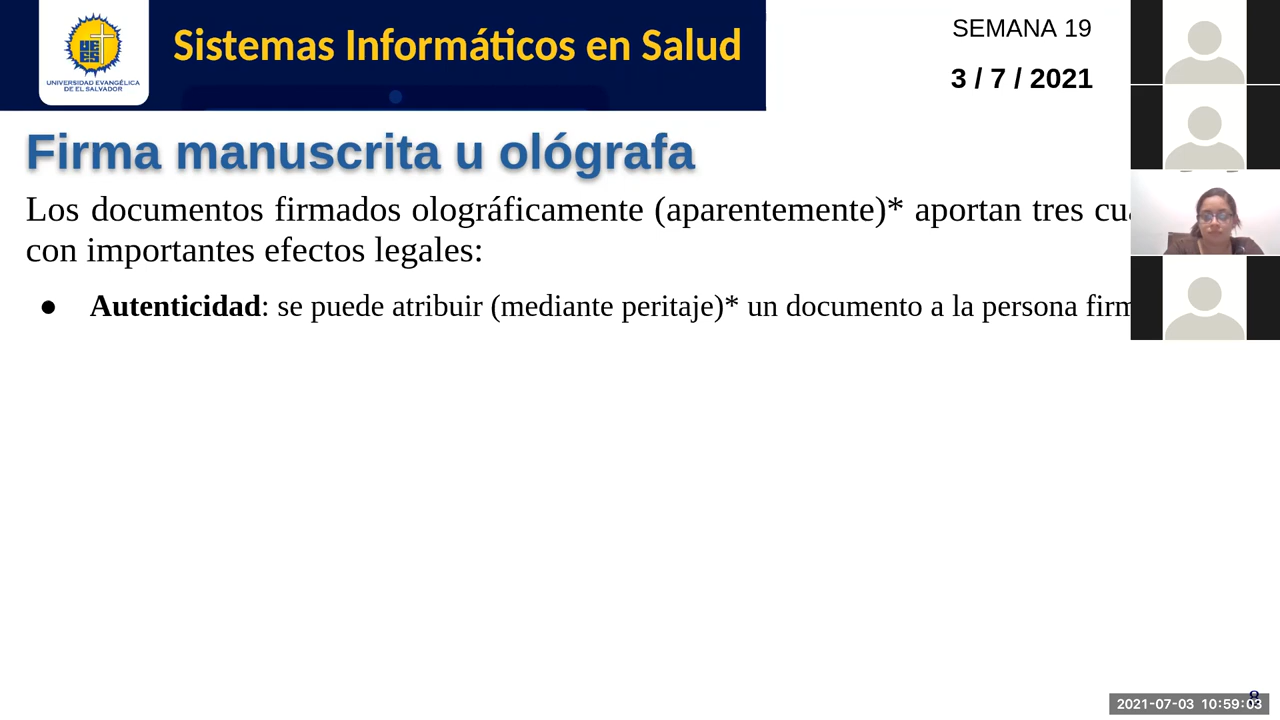 Sistemas Informáticos en Salud
UNIVERSIDAD EVANGÉLICA
DE EL SALVADOR
SEMANA 19
3 / 7 / 2021
Firma manuscrita u ológrafa
Los documentos firmados olográficamente (aparentemente)* aportan tres
con importantes efectos legales:
● Autenticidad: se puede atribuir (mediante peritaje)* un documento a la persona
8
2021-07-03 10:59:03